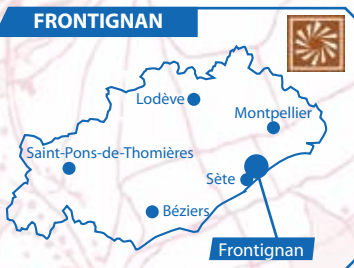 FRONTIGNAN
Lodève
Montpellier
Saint-Pons-de-Thomières
Sète
Béziers
Frontignan